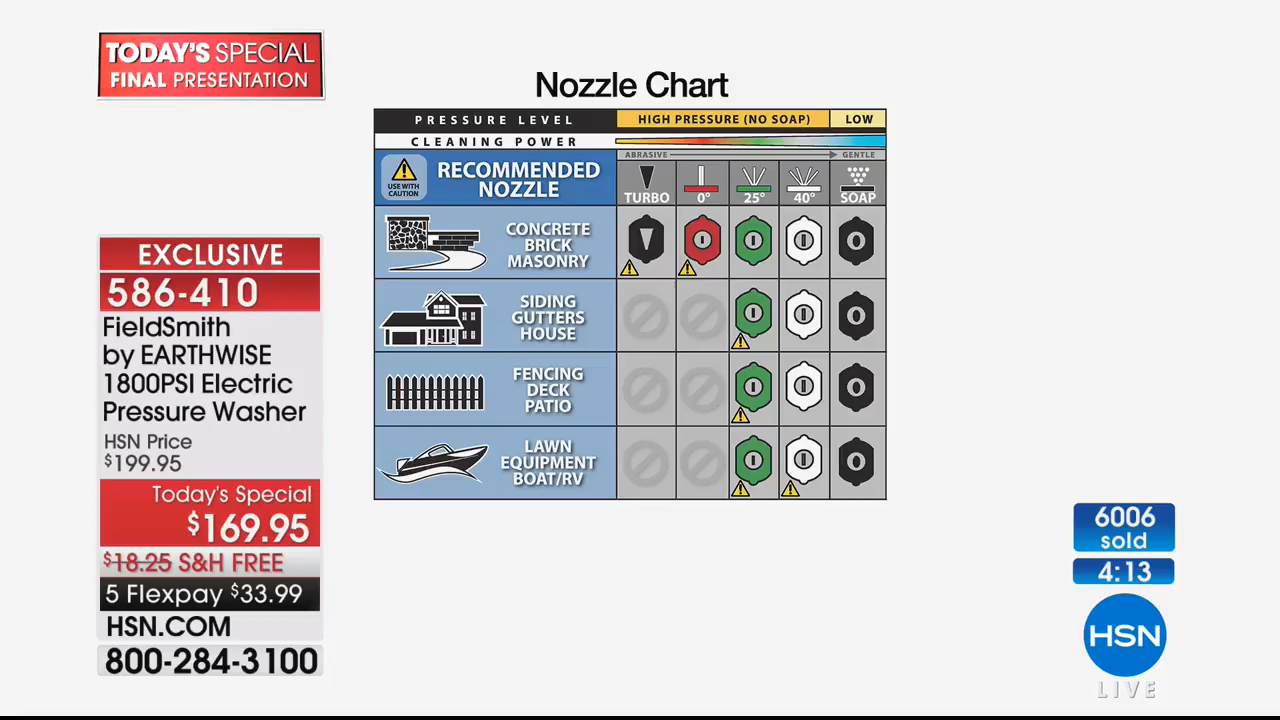 TODAY'S SPECIAL
FINAL PRESENTATION
Nozzle Chart
PRESSURE LEVEL
HIGH PRESSURE (NO SOAP)
LOW
CLEANING POWER
ABRASIVE
GENTLE
USE WITH
CAUTION
RECOMMENDED
NOZZLE
TURBO
0°
25°
40°
SOAP
CONCRETE
BRICK
MASONRY
SIDING
GUTTERS
HOUSE
FENCING
DECK
PATIO
LAWN
EQUIPMENT
BOAT/RV
EXCLUSIVE
586-410
FieldSmith
by EARTHWISE
1800PSI Electric
Pressure Washer
HSN Price
$199.95
Today's Special
$169.95
$18.25 S&H FREE
5 Flexpay $33.99
HSN.COM
800-284-3100
6006
sold
4:13
HSN
LIVE